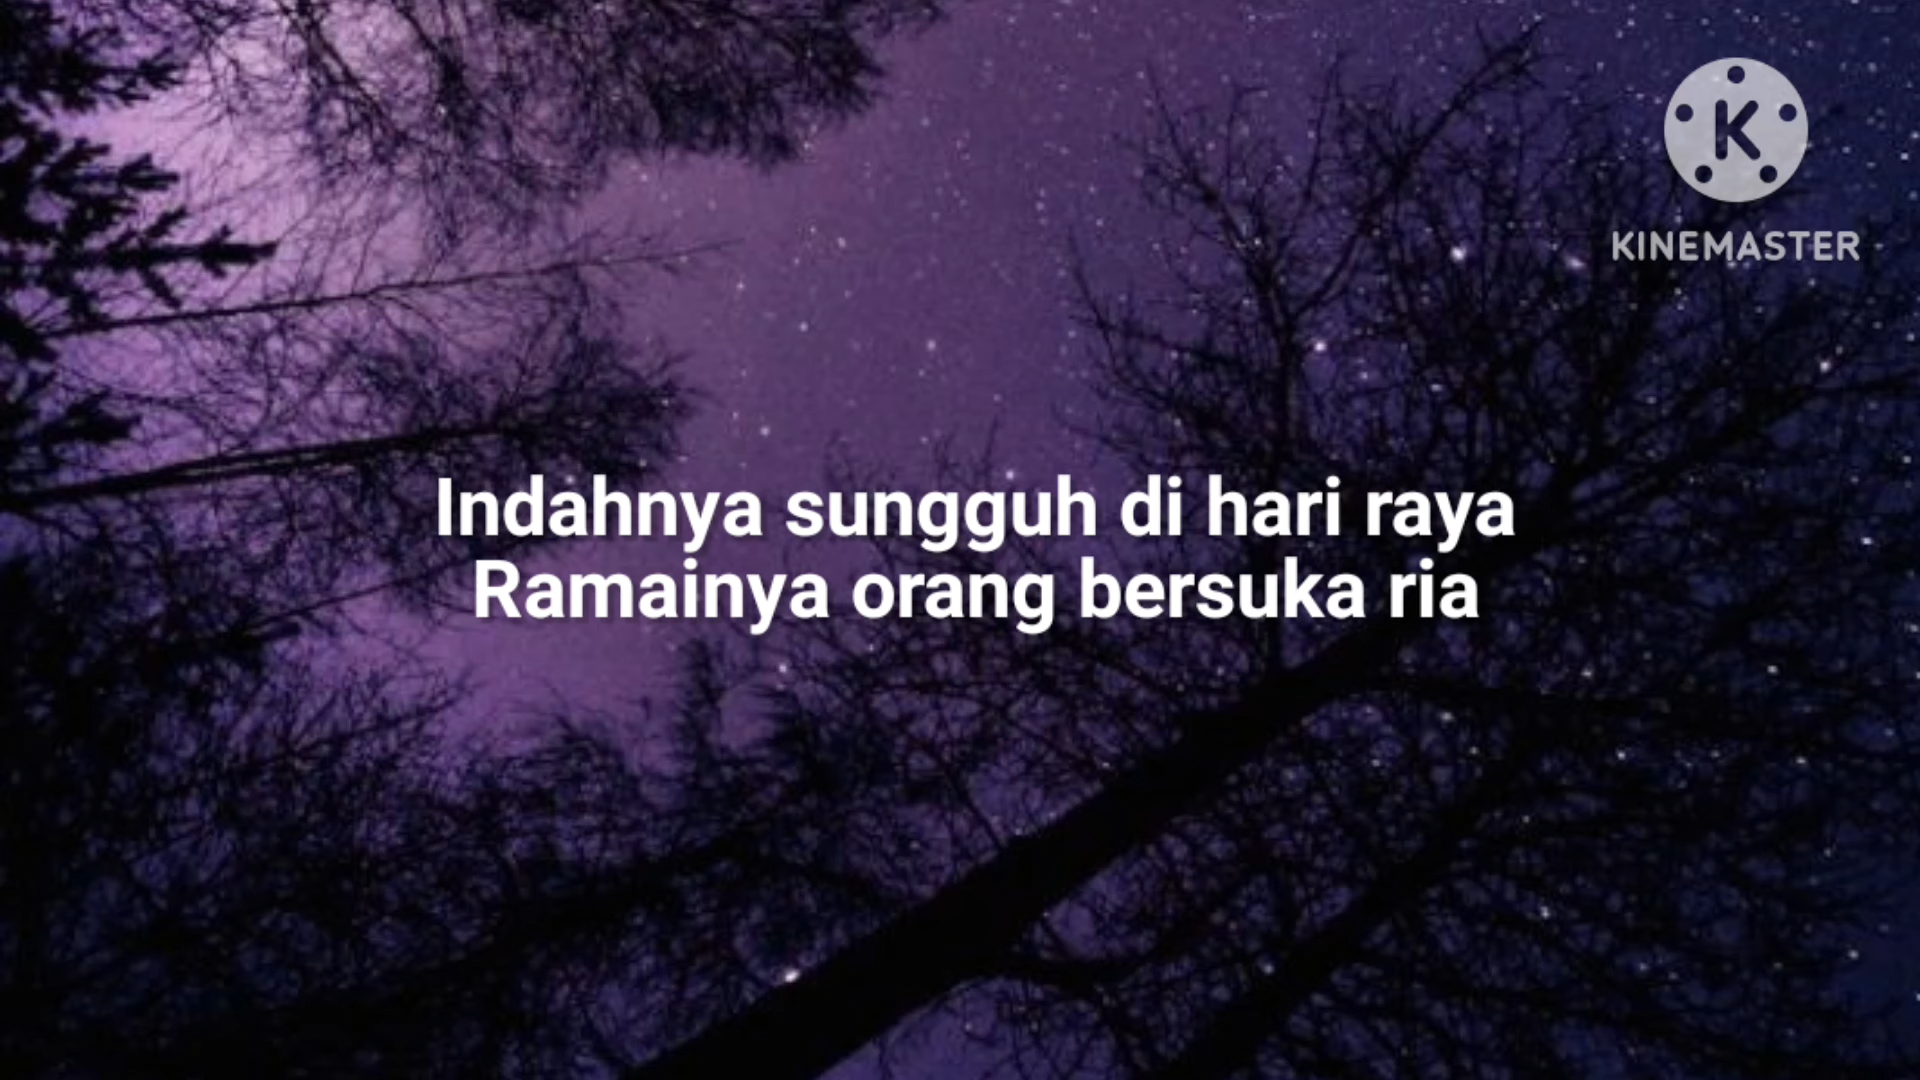 K
KINEMASTER
Indahnya sungguh di hari raya
Ramainya orang bersuka ria